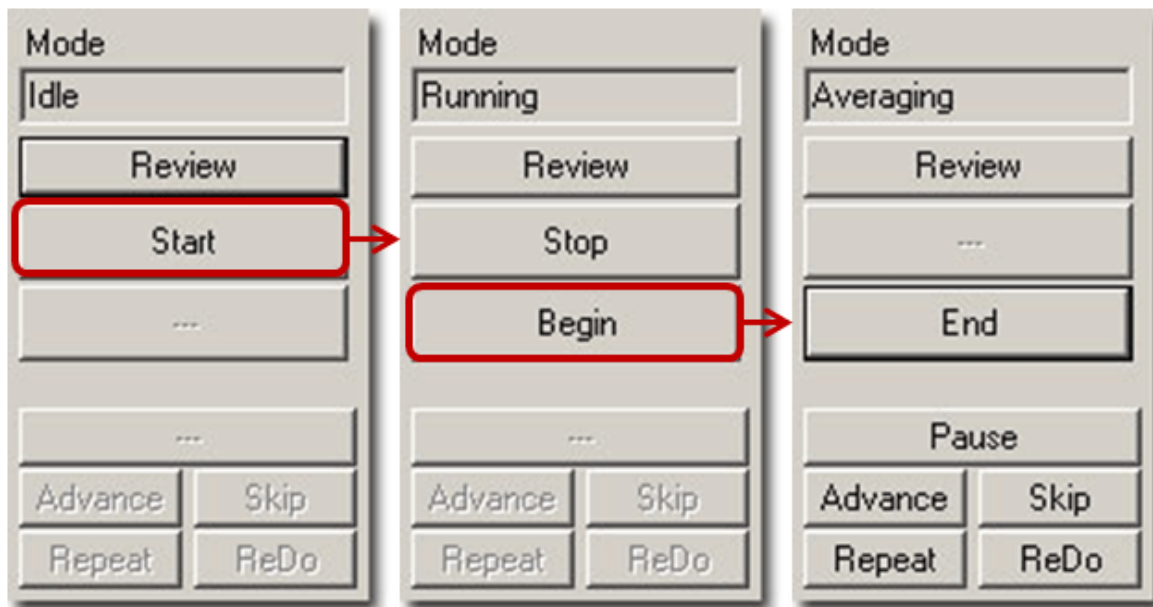 Mode
Idle
Review
Start
---
---
Advance Skip
Repeat ReDo
Mode
Running
Review
Stop
Begin
---
Advance Skip
Repeat ReDo
Mode
Averaging
Review
---
End
Pause
Advance Skip
Repeat ReDo